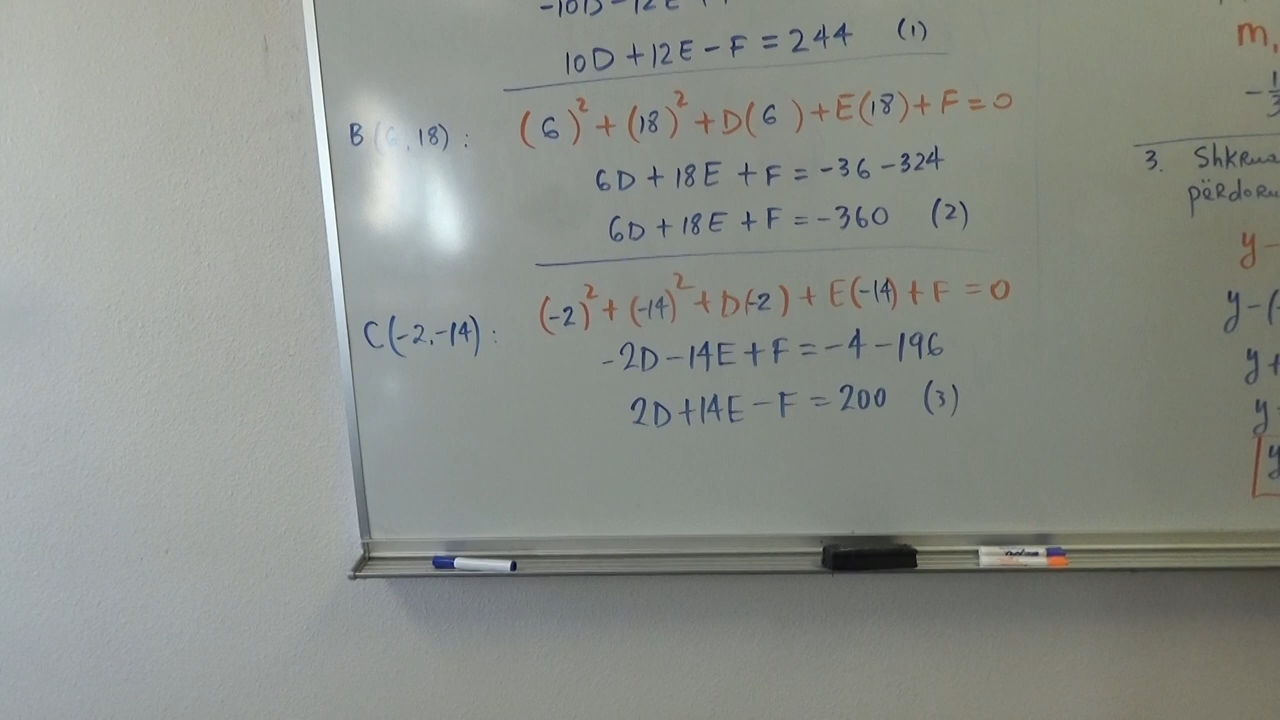 -10D-12E
10D+12E-F=244 (1)
B(6,18): (6)²+(18)²+D(6)+E(18)+F=0
6D+18E+F=-36-324
6D+18E+F=-360 (2)
C(-2,-14): (-2)²+(-14)²+D(-2)+E(-14)+F=0
-2D-14E+F=-4-196
2D+14E-F=200 (3)
m,
-1/3
3. Shkrua
përdoru
y-
y-(-
y+
y
y